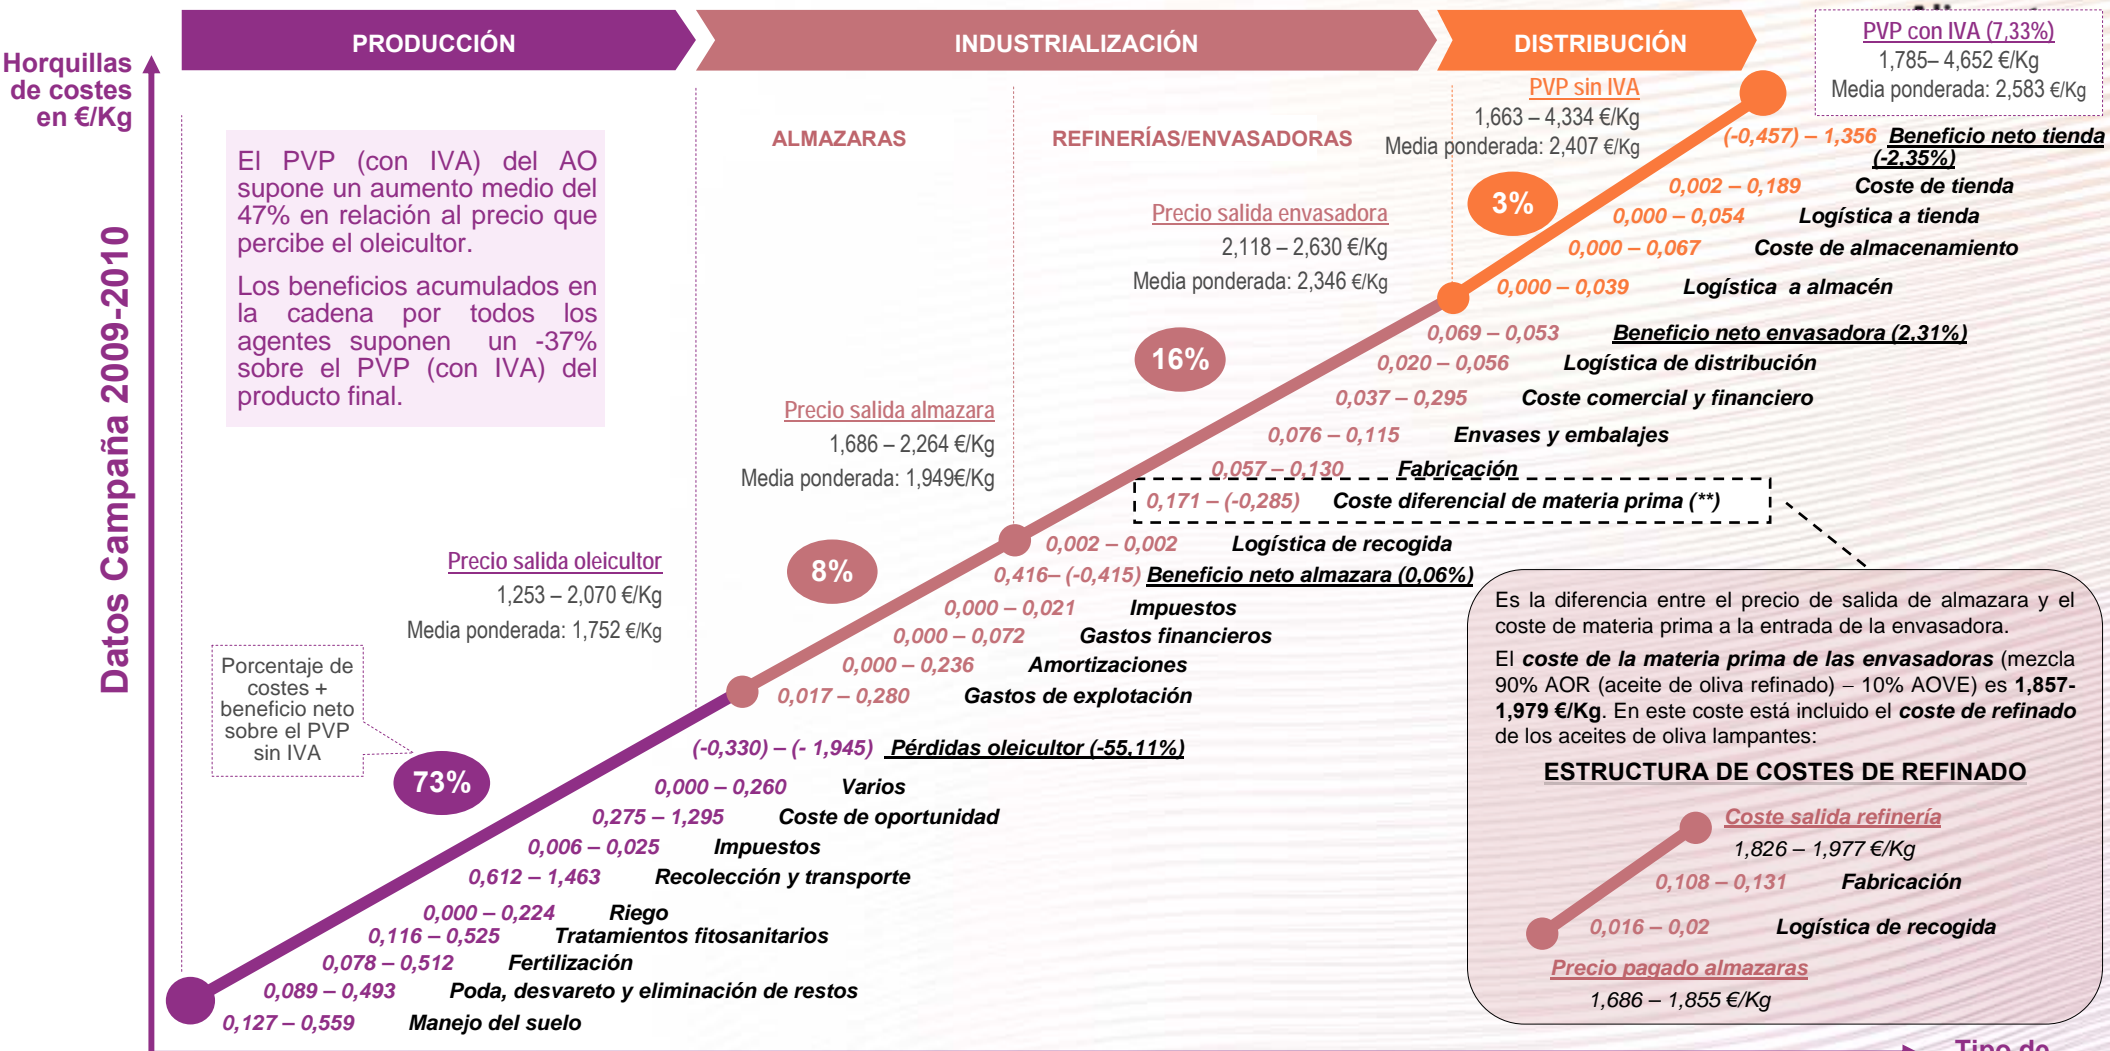 PRODUCCIÓN
INDUSTRIALIZACIÓN
DISTRIBUCIÓN
PVP con IVA (7,33%)
1,785– 4,652 €/Kg
Media ponderada: 2,583 €/Kg
Horquillas
de costes
en €/Kg
Datos Campaña 2009-2010
El PVP (con IVA) del AO
supone un aumento medio del
47% en relación al precio que
percibe el oleicultor.
Los beneficios acumulados en
la cadena por todos los
agentes suponen un -37%
sobre el PVP (con IVA) del
producto final.
ALMAZARAS
REFINERÍAS/ENVASADORAS
PVP sin IVA
1,663 – 4,334 €/Kg
Media ponderada: 2,407 €/Kg
(-0,457) – 1,356 Beneficio neto tienda
(-2,35%)
0,002 – 0,189 Coste de tienda
3%
0,000 – 0,054 Logística a tienda
0,000 – 0,067 Coste de almacenamiento
0,000 – 0,039 Logística a almacén
Precio salida envasadora
2,118 – 2,630 €/Kg
Media ponderada: 2,346 €/Kg
0,069 – 0,053 Beneficio neto envasadora (2,31%)
16%
0,020 – 0,056 Logística de distribución
0,037 – 0,295 Coste comercial y financiero
0,076 – 0,115 Envases y embalajes
0,057 – 0,130 Fabricación
0,171 – (-0,285) Coste diferencial de materia prima (**)
0,002 – 0,002 Logística de recogida
Precio salida almazara
1,686 – 2,264 €/Kg
Media ponderada: 1,949€/Kg
8%
0,416– (-0,415) Beneficio neto almazara (0,06%)
0,000 – 0,021 Impuestos
0,000 – 0,072 Gastos financieros
0,000 – 0,236 Amortizaciones
0,017 – 0,280 Gastos de explotación
Precio salida oleicultor
1,253 – 2,070 €/Kg
Media ponderada: 1,752 €/Kg
Porcentaje de
costes +
beneficio neto
sobre el PVP
sin IVA
73%
(-0,330) – (- 1,945) Pérdidas oleicultor (-55,11%)
0,000 – 0,260 Varios
0,275 – 1,295 Coste de oportunidad
0,006 – 0,025 Impuestos
0,612 – 1,463 Recolección y transporte
0,000 – 0,224 Riego
0,116 – 0,525 Tratamientos fitosanitarios
0,078 – 0,512 Fertilización
0,089 – 0,493 Poda, desvareto y eliminación de restos
0,127 – 0,559 Manejo del suelo
Es la diferencia entre el precio de salida de almazara y el
coste de materia prima a la entrada de la envasadora.
El coste de la materia prima de las envasadoras (mezcla
90% AOR (aceite de oliva refinado) – 10% AOVE) es 1,857-
1,979 €/Kg. En este coste está incluido el coste de refinado
de los aceites de oliva lampantes:
ESTRUCTURA DE COSTES DE REFINADO
Coste salida refinería
1,826 – 1,977 €/Kg
0,108 – 0,131 Fabricación
0,016 – 0,02 Logística de recogida
Precio pagado almazaras
1,686 – 1,855 €/Kg
Tipo de